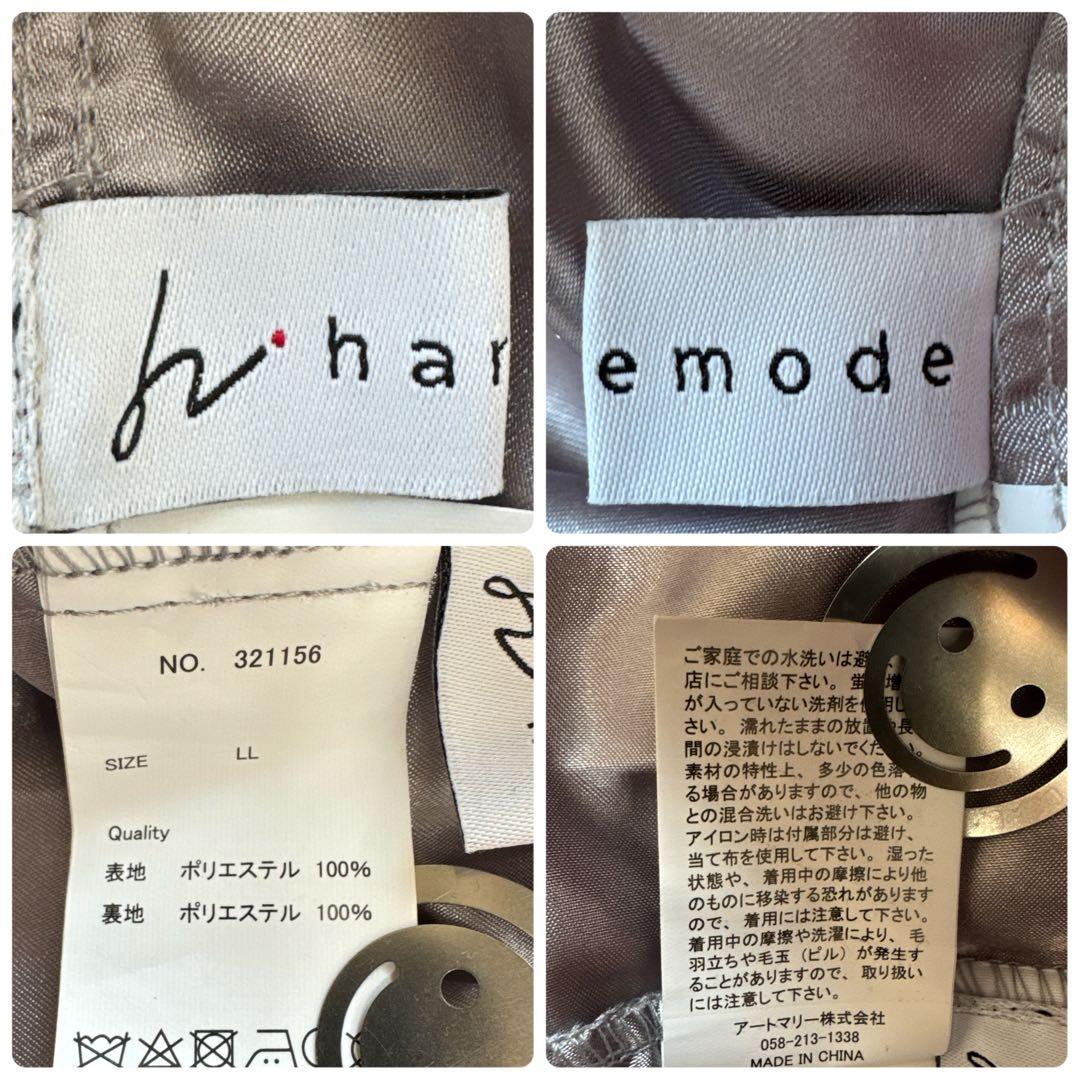 h har
emode
NO. 321156
SIZE LL
Quality
表地 ポリエステル 100%
裏地 ポリエステル 100%
ご家庭での水洗いは避
店にご相談下さい。蛍 増
が入っていない洗剤を使用し
さい。濡れたままの放置や長
間の浸漬けはしないでくだ 。
素材の特性上、多少の色落
る場合がありますので、他の物
との混合洗いはお避け下さい。
アイロン時は付属部分は避け、
当て布を使用して下さい。湿った
状態や、着用中の摩擦により他
のものに移染する恐れがあります
ので、着用には注意して下さい。
着用中の摩擦や洗濯により、毛
羽立ちや毛玉（ピル）が発生す
ることがありますので、取り扱い
には注意して下さい。
アートマリー株式会社
058-213-1338
MADE IN CHINA